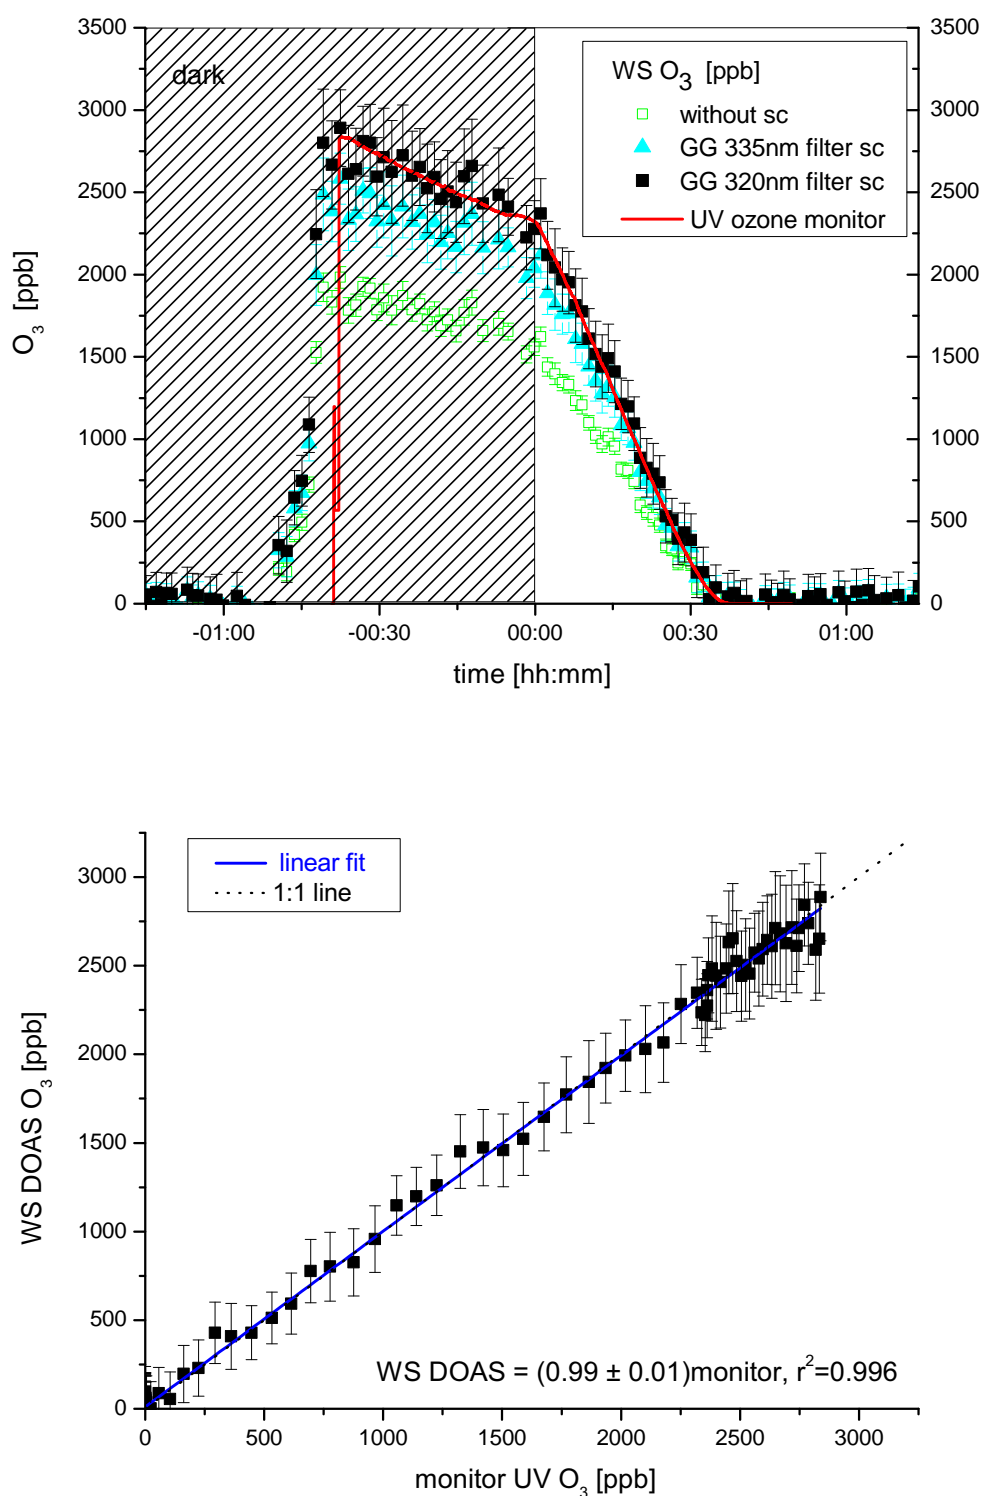 3500
3000
2500
2000
1500
1000
500
0
O3 [ppb]
dark
WS O3 [ppb]
without sc
GG 335nm filter sc
GG 320nm filter sc
UV ozone monitor
3500
3000
2500
2000
1500
1000
500
0
-01:00 -00:30 00:00 00:30 01:00
time [hh:mm]
3000
2500
2000
1500
1000
500
0
WS DOAS O3 [ppb]
linear fit
1:1 line
WS DOAS = (0.99 ± 0.01)monitor, r²=0.996
0 500 1000 1500 2000 2500 3000
monitor UV O3 [ppb]